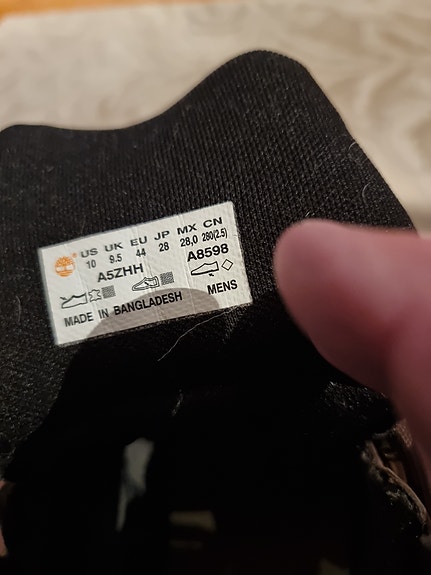 US UK EU JP MX CN
10 9.5 44 28 28,0 280(2.5)
A5ZHH A8598
MADE IN BANGLADESH MENS